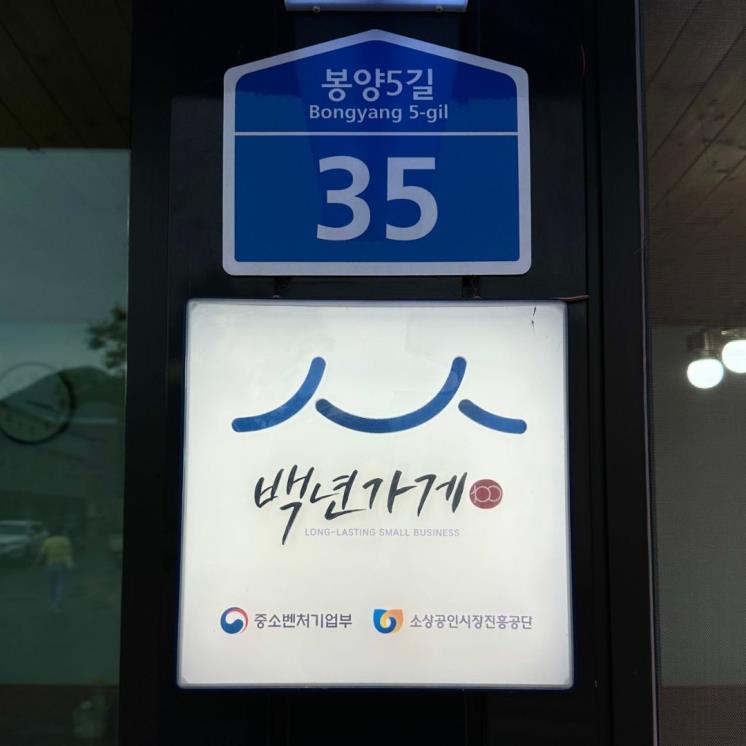 봉양5길
Bongyang 5-gil
35
백년가게 100
LONG-LASTING SMALL BUSINESS
중소벤처기업부 소상공인시장진흥공단